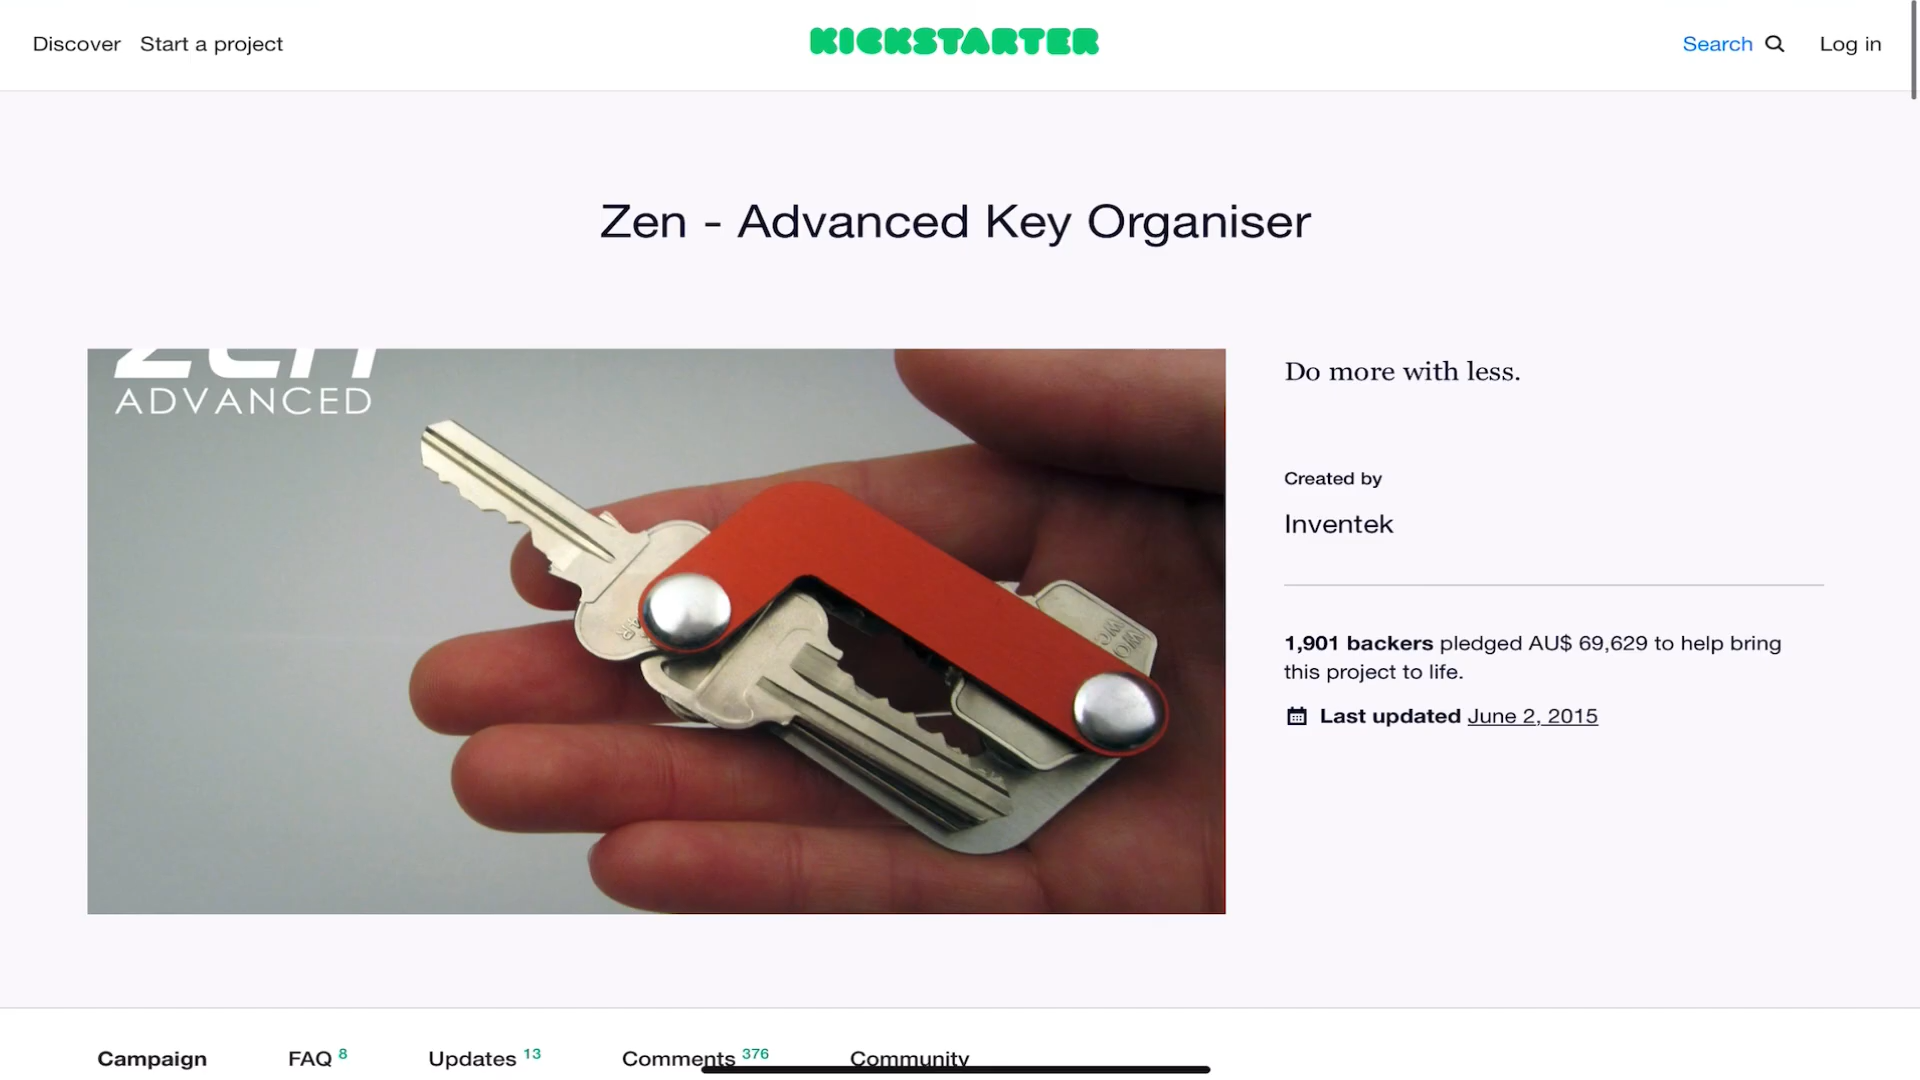 Discover Start a project
KICKSTARTER
Search Log in
Zen - Advanced Key Organiser
zen
ADVANCED
Do more with less.
Created by
Inventek
1,901 backers pledged AU$ 69,629 to help bring
this project to life.
Last updated June 2, 2015
Campaign FAQ 8 Updates 13 Comments 376 Community